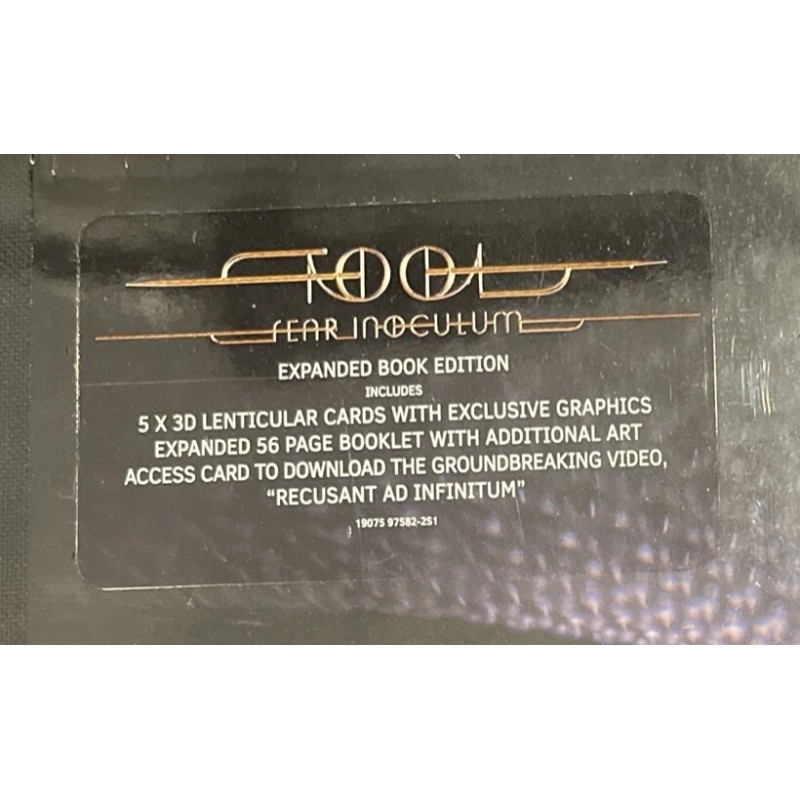 TOOL
FEAR INOCULUM
EXPANDED BOOK EDITION
INCLUDES
5 X 3D LENTICULAR CARDS WITH EXCLUSIVE GRAPHICS
EXPANDED 56 PAGE BOOKLET WITH ADDITIONAL ART
ACCESS CARD TO DOWNLOAD THE GROUNDBREAKING VIDEO,
“RECUSANT AD INFINITUM”
19075 97582-2S1